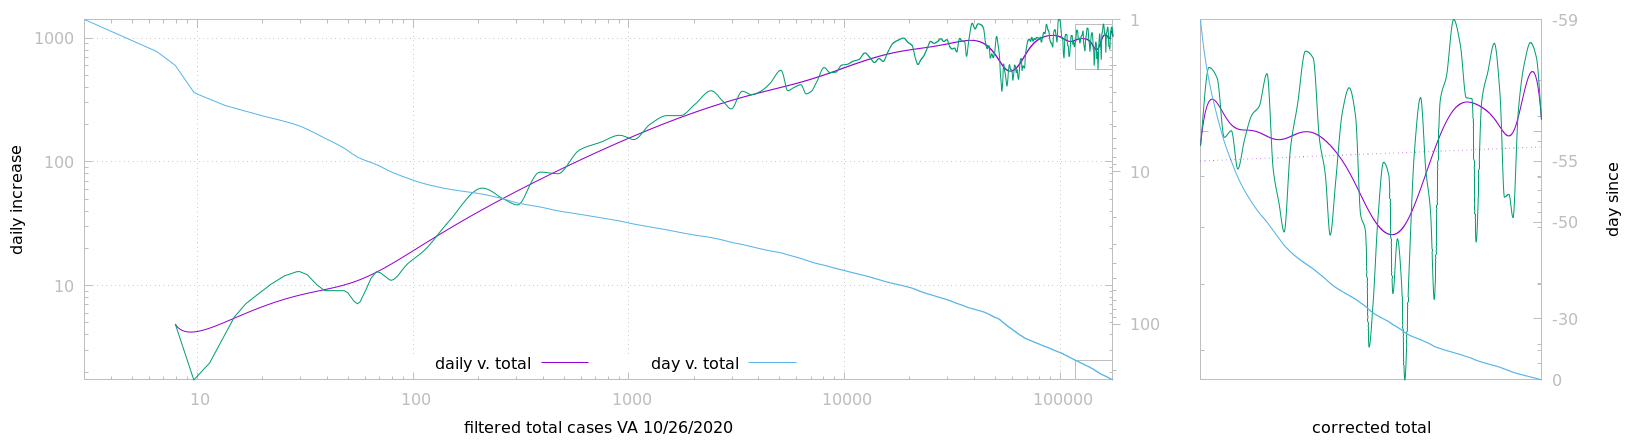 1000
100
10
daily increase
daily v. total
day v. total
10
100
1000
10000
100000
filtered total cases VA 10/26/2020
1
10
100
-59
-55
-50
-30
0
day since
corrected total